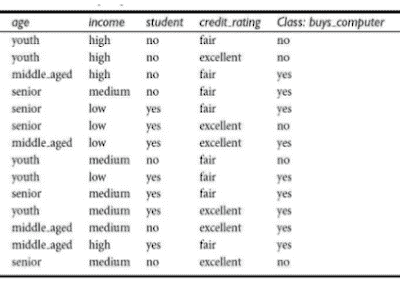 age income student credit_rating Class: buys_computer
youth high no fair no
youth high no excellent no
middle_aged high no fair yes
senior medium no fair yes
senior low yes fair yes
senior low yes excellent no
middle_aged low yes excellent yes
youth medium no fair no
youth low yes fair yes
senior medium yes fair yes
youth medium yes excellent yes
middle_aged medium no excellent yes
middle_aged high yes fair yes
senior medium no excellent no